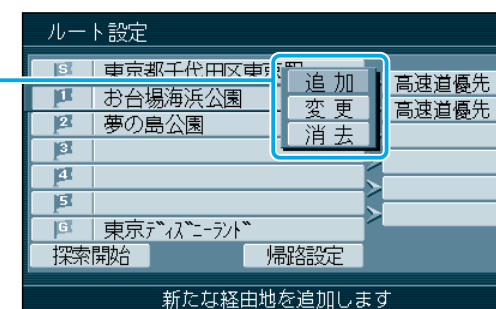 ルート設定
S 東京都千代田区東京駅
追加
1 お台場海浜公園 高速道優先
変更
2 夢の島公園 高速道優先
消去
3
4
5
G 東京ﾃﾞｨｽﾞﾆｰﾗﾝﾄﾞ
探索開始 帰路設定
新たな経由地を追加します